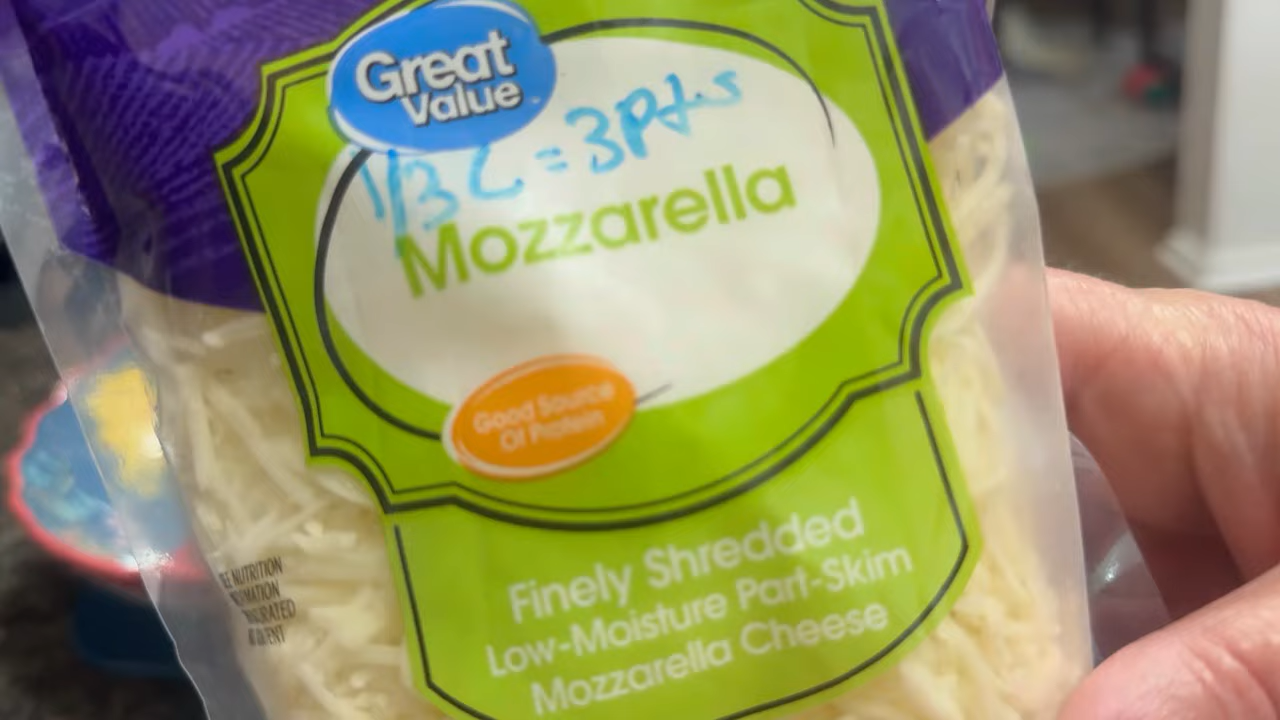 Great
Value
1/3 C = 3 Pts
Mozzarella
Good Source
Of Protein
Finely Shredded
Low-Moisture Part-Skim
Mozzarella Cheese
NUTRITION